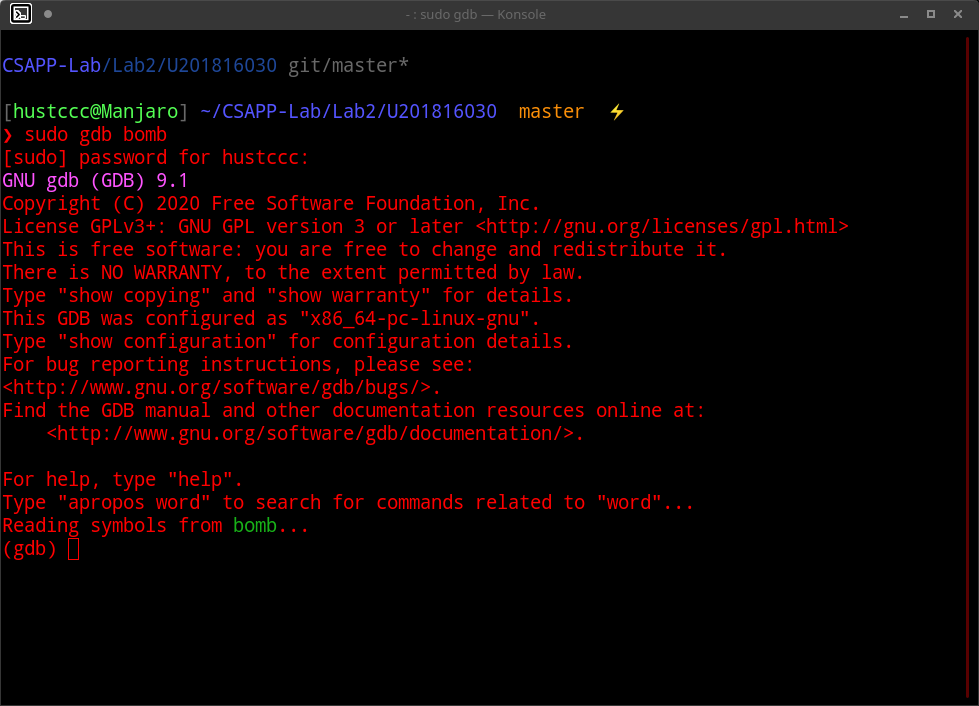 - : sudo gdb — Konsole
CSAPP-Lab/Lab2/U201816030 git/master*
[hustccc@Manjaro] ~/CSAPP-Lab/Lab2/U201816030  master  ⚡
❯ sudo gdb bomb
[sudo] password for hustccc:
GNU gdb (GDB) 9.1
Copyright (C) 2020 Free Software Foundation, Inc.
License GPLv3+: GNU GPL version 3 or later <http://gnu.org/licenses/gpl.html>
This is free software: you are free to change and redistribute it.
There is NO WARRANTY, to the extent permitted by law.
Type "show copying" and "show warranty" for details.
This GDB was configured as "x86_64-pc-linux-gnu".
Type "show configuration" for configuration details.
For bug reporting instructions, please see:
<http://www.gnu.org/software/gdb/bugs/>.
Find the GDB manual and other documentation resources online at:
    <http://www.gnu.org/software/gdb/documentation/>.
For help, type "help".
Type "apropos word" to search for commands related to "word"...
Reading symbols from bomb...
(gdb)